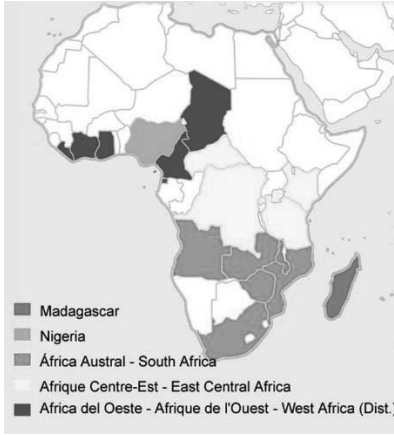 Madagascar
Nigeria
África Austral - South Africa
Afrique Centre-Est - East Central Africa
Africa del Oeste - Afrique de l'Ouest - West Africa (Dist.)